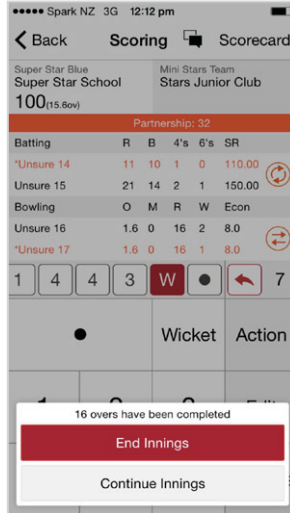 Spark NZ 3G 12:12 pm
Back Scoring Scorecard
Super Star Blue Mini Stars Team
Super Star School Stars Junior Club
100(15.6ov)
Partnership: 32
Batting R B 4's 6's SR
*Unsure 14 11 10 1 0 110.00
Unsure 15 21 14 2 1 150.00
Bowling O M R W Econ
Unsure 16 1.6 0 16 2 8.0
*Unsure 17 1.6 0 16 1 8.0
1 4 4 3 W 7
Wicket Action
16 overs have been completed
End Innings
Continue Innings